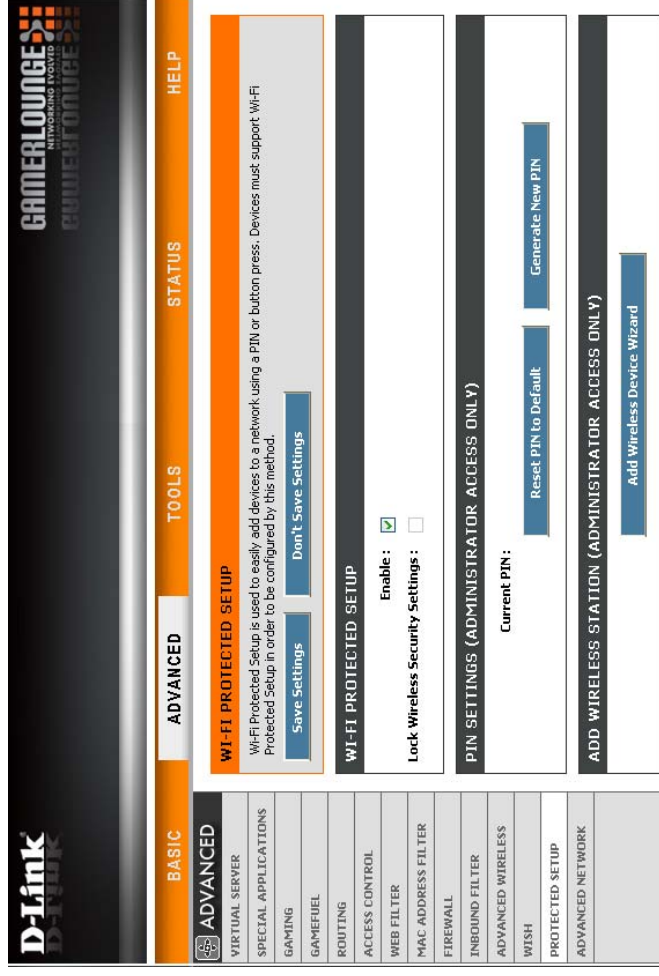 D-Link
GAMERLOUNGE
NETWORKING EVOLVED
BASIC
ADVANCED
TOOLS
STATUS
HELP
ADVANCED
VIRTUAL SERVER
SPECIAL APPLICATIONS
GAMING
GAMEFUEL
ROUTING
ACCESS CONTROL
WEB FILTER
MAC ADDRESS FILTER
FIREWALL
INBOUND FILTER
ADVANCED WIRELESS
WISH
PROTECTED SETUP
ADVANCED NETWORK
WI-FI PROTECTED SETUP
Wi-Fi Protected Setup is used to easily add devices to a network using a PIN or button press. Devices must support Wi-Fi
Protected Setup in order to be configured by this method.
Save Settings
Don't Save Settings
WI-FI PROTECTED SETUP
Enable :
Lock Wireless Security Settings :
PIN SETTINGS (ADMINISTRATOR ACCESS ONLY)
Current PIN :
Reset PIN to Default
Generate New PIN
ADD WIRELESS STATION (ADMINISTRATOR ACCESS ONLY)
Add Wireless Device Wizard